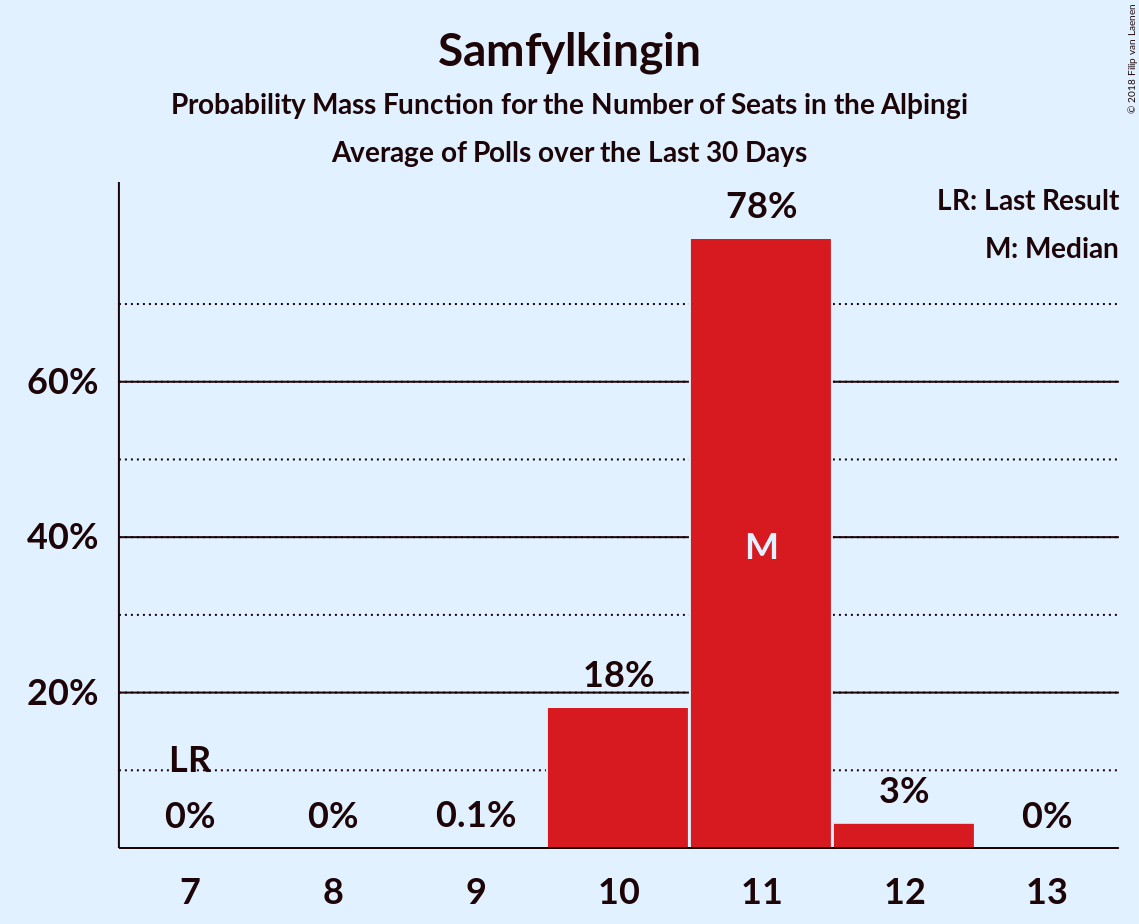 Samfylkingin
Probability Mass Function for the Number of Seats in the Alþingi
Average of Polls over the Last 30 Days
© 2018 Filip van Laenen
LR: Last Result
M: Median
78%
60%
40%
M
20%
18%
LR
0%
0%
0.1%
3%
0%
7 8 9 10 11 12 13